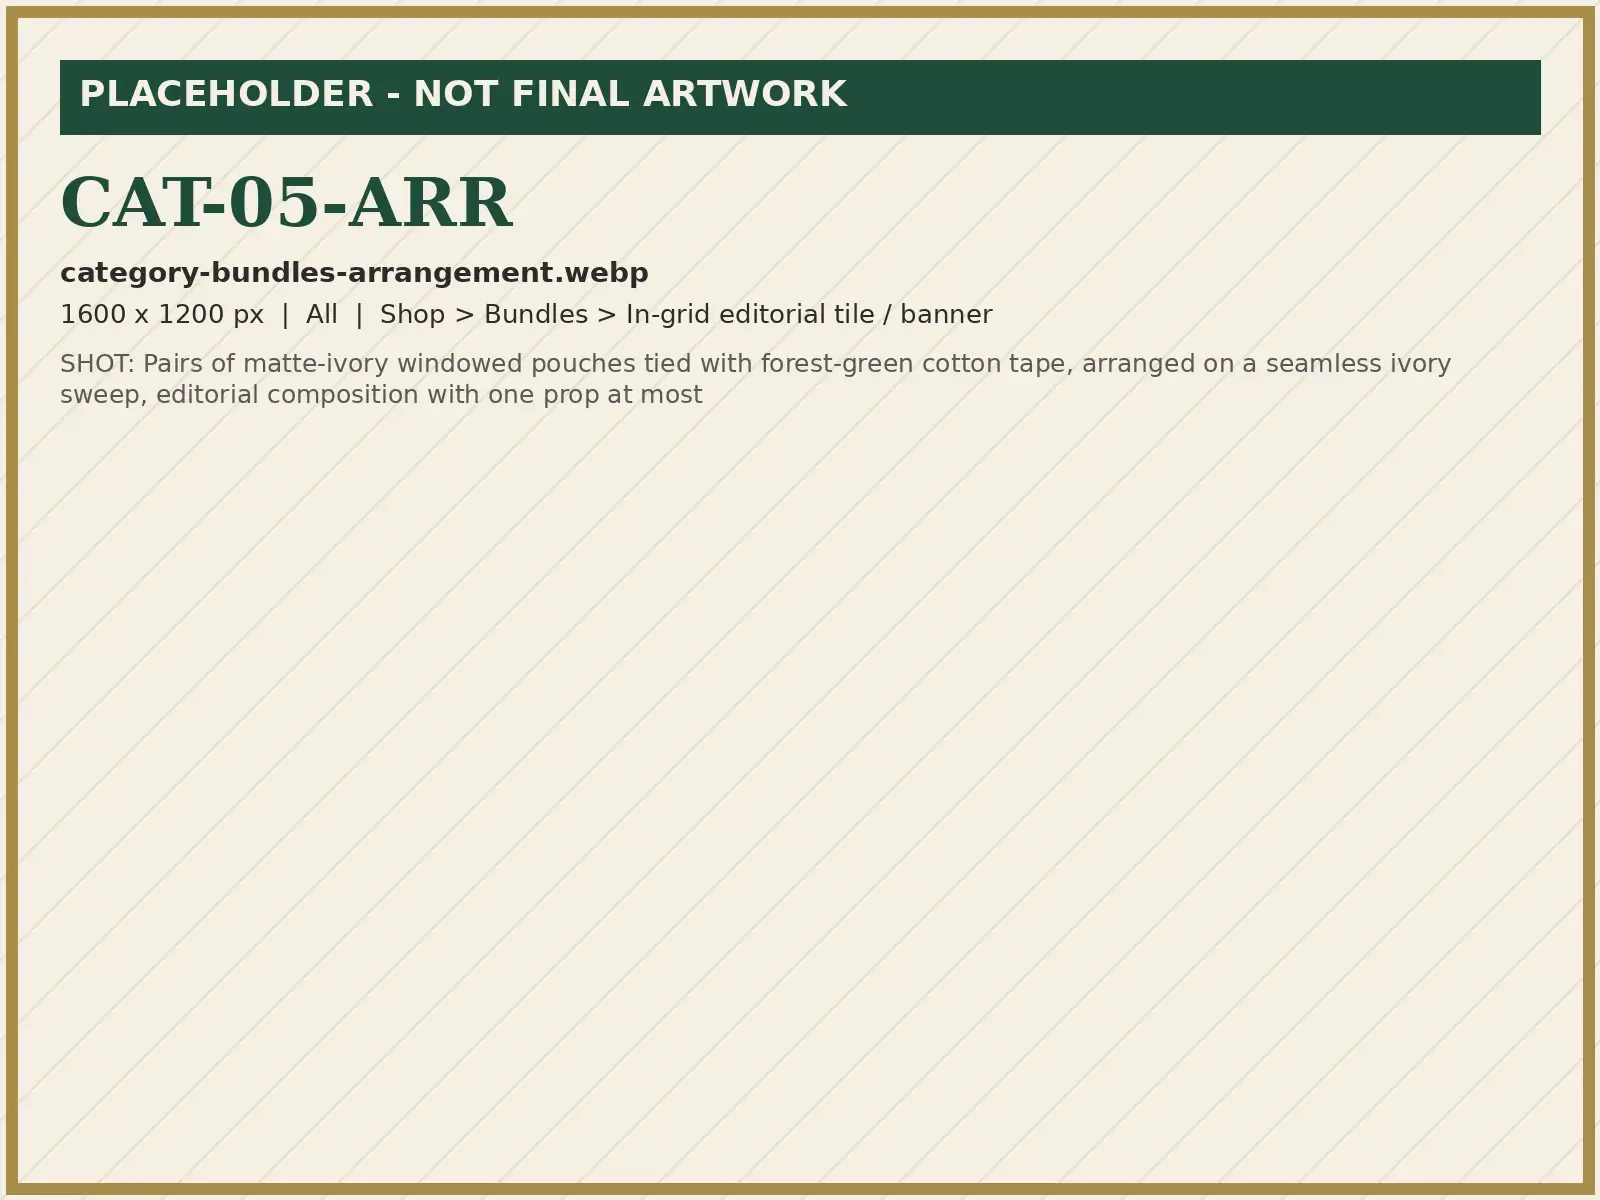 PLACEHOLDER - NOT FINAL ARTWORK
CAT-05-ARR
category-bundles-arrangement.webp
1600 x 1200 px | All | Shop > Bundles > In-grid editorial tile / banner
SHOT: Pairs of matte-ivory windowed pouches tied with forest-green cotton tape, arranged on a seamless ivory
sweep, editorial composition with one prop at most